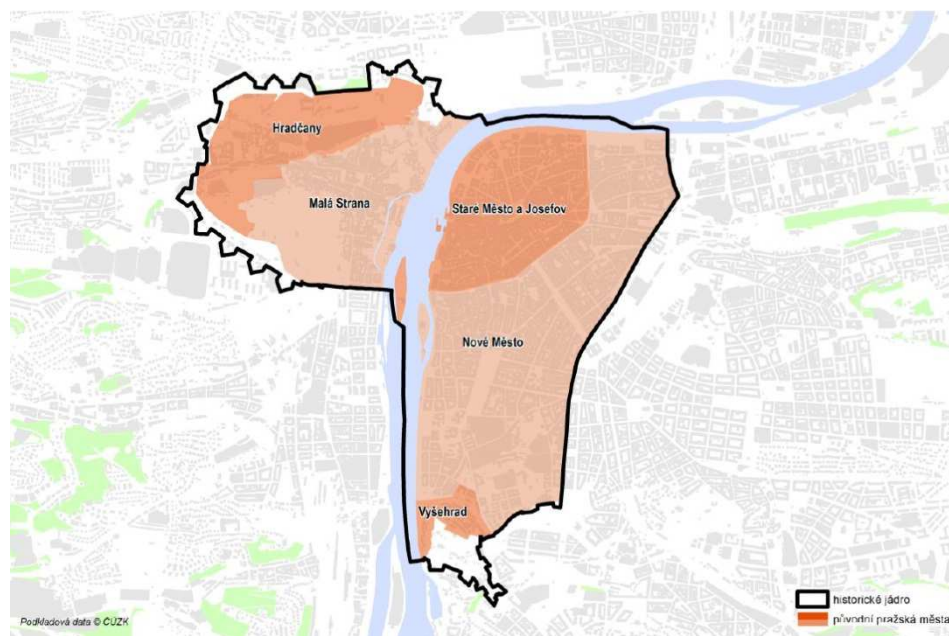 Hradčany
Malá Strana
Staré Město a Josefov
Nové Město
Vyšehrad
historické jádro
původní pražská města
Podkladová data © ČÚZK